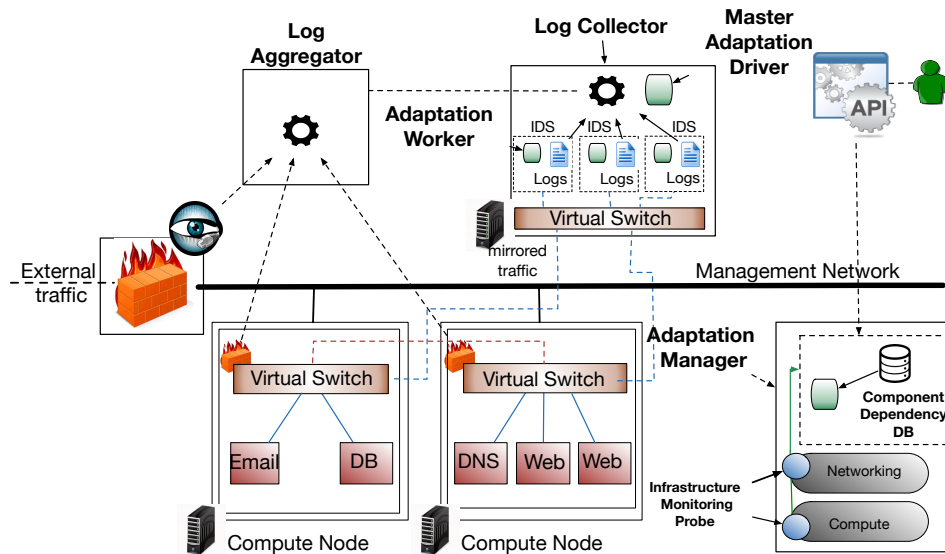 Log
Aggregator
Log Collector
Master
Adaptation
Driver
API
Adaptation
Worker
IDS
IDS
IDS
Logs
Logs
Logs
Virtual Switch
mirrored
traffic
External
traffic
Management Network
Adaptation
Manager
Virtual Switch
Virtual Switch
Component
Dependency
DB
Email
DB
DNS
Web
Web
Networking
Infrastructure
Monitoring
Probe
Compute
Compute Node
Compute Node